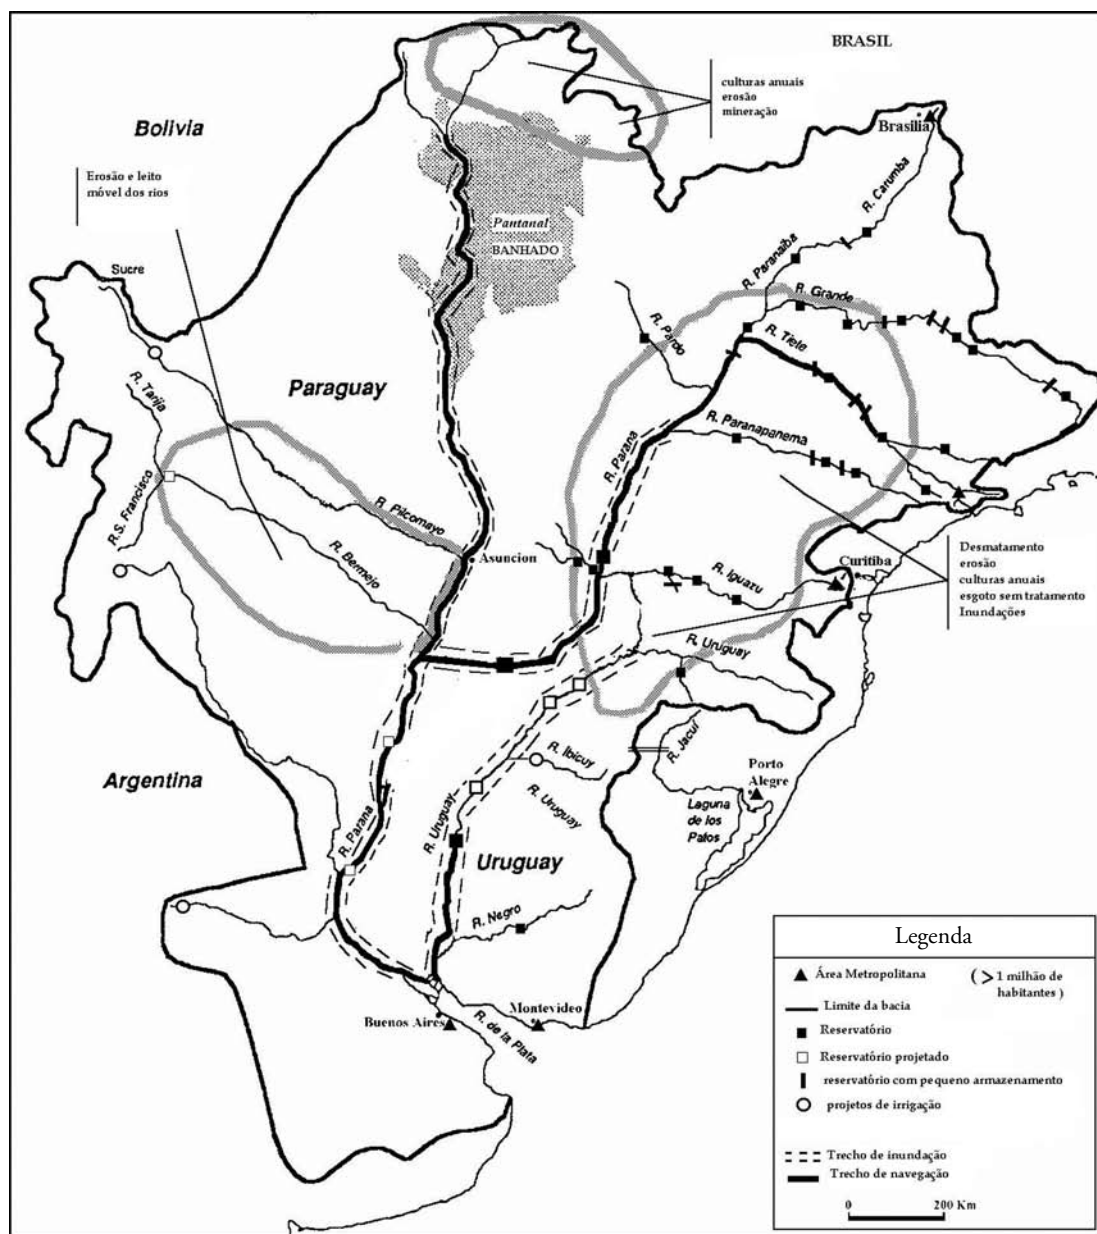 BRASIL
culturas anuais
erosão
mineração
Bolivia
Brasília
Erosão e leito
móvel dos rios
R. Carumba
Pantanal
BANHADO
R. Paranaiba
Sucre
R. Grande
R. Pardo
R. Tiete
R. Tarija
Paraguay
R. Paranapanema
R. Parana
R.S. Francisco
R. Pilcomayo
Asuncion
R. Bermejo
R. Iguazu
Curitiba
Desmatamento
erosão
culturas anuais
esgoto sem tratamento
Inundações
R. Uruguay
R. Jacuí
R. Ibicuy
Porto
Alegre
Argentina
R. Uruguay
Laguna
de los
Patos
R. Parana
R. Uruguay
Uruguay
R. Negro
Montevideo
Buenos Aires
R. de la Plata
Legenda
Área Metropolitana ( > 1 milhão de
habitantes )
Limite da bacia
Reservatório
Reservatório projetado
reservatório com pequeno armazenamento
projetos de irrigação
Trecho de inundação
Trecho de navegação
0 200 Km